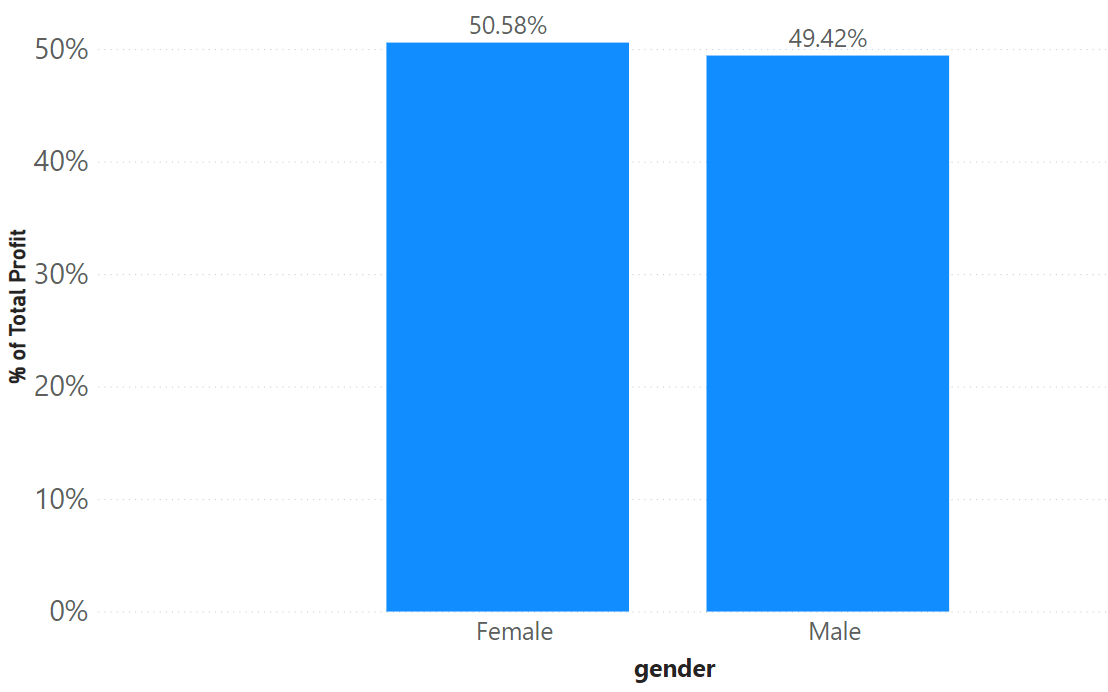 % of Total Profit
50%
40%
30%
20%
10%
0%
50.58%
49.42%
Female
Male
gender